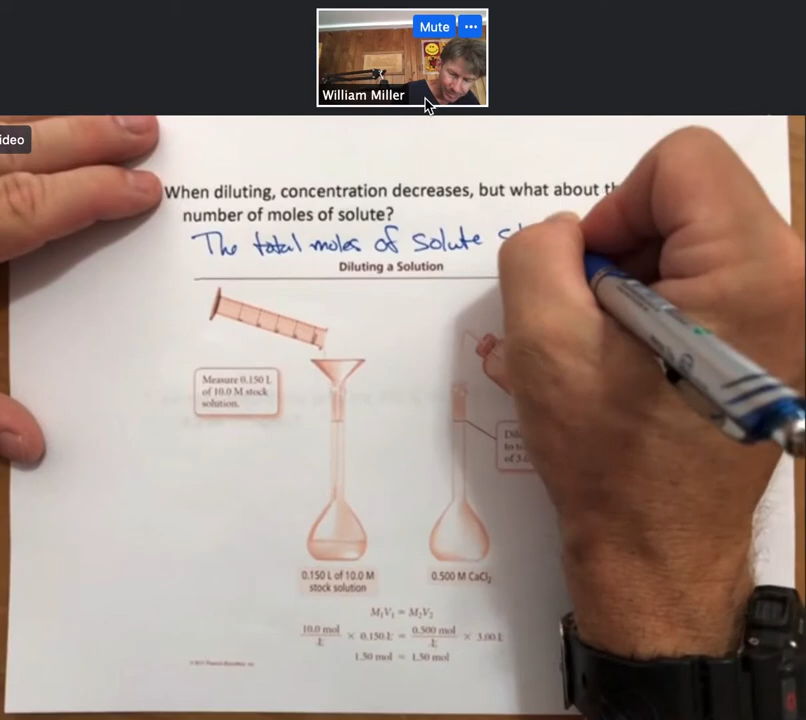 Mute
William Miller
ideo
When diluting, concentration decreases, but what about
number of moles of solute?
The total moles of solute
Diluting a Solution
Measure 0.150 L
of 10.0 M stock
solution.
0.150 L of 10.0 M
stock solution
0.500 M CaCl₂
M₁V₁ = M₂V₂
10.0 mol / L × 0.150 L = 0.500 mol / L × 3.00 L
1.50 mol = 1.50 mol